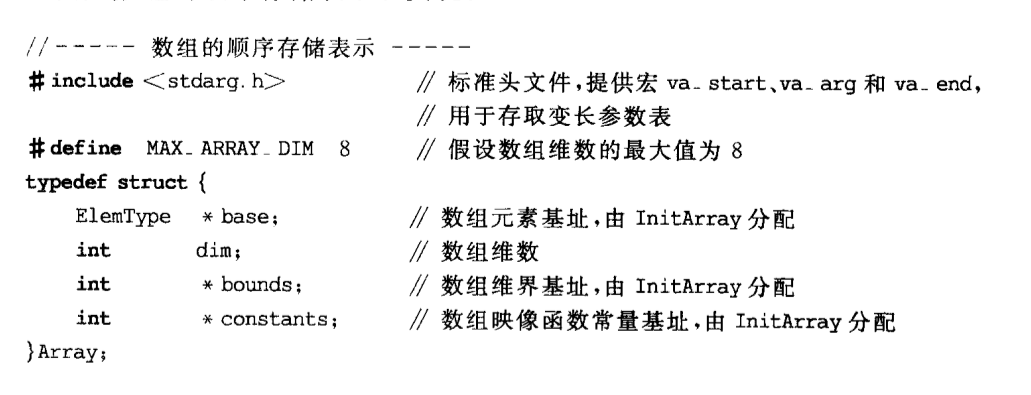 //----- 数组的顺序存储表示 -----
#include <stdarg.h> // 标准头文件,提供宏 va_start、va_arg 和 va_end,
// 用于存取变长参数表
#define MAX_ARRAY_DIM 8 // 假设数组维数的最大值为 8
typedef struct {
ElemType *base; // 数组元素基址,由 InitArray 分配
int dim; // 数组维数
int *bounds; // 数组维界基址,由 InitArray 分配
int *constants; // 数组映像函数常量基址,由 InitArray 分配
}Array;